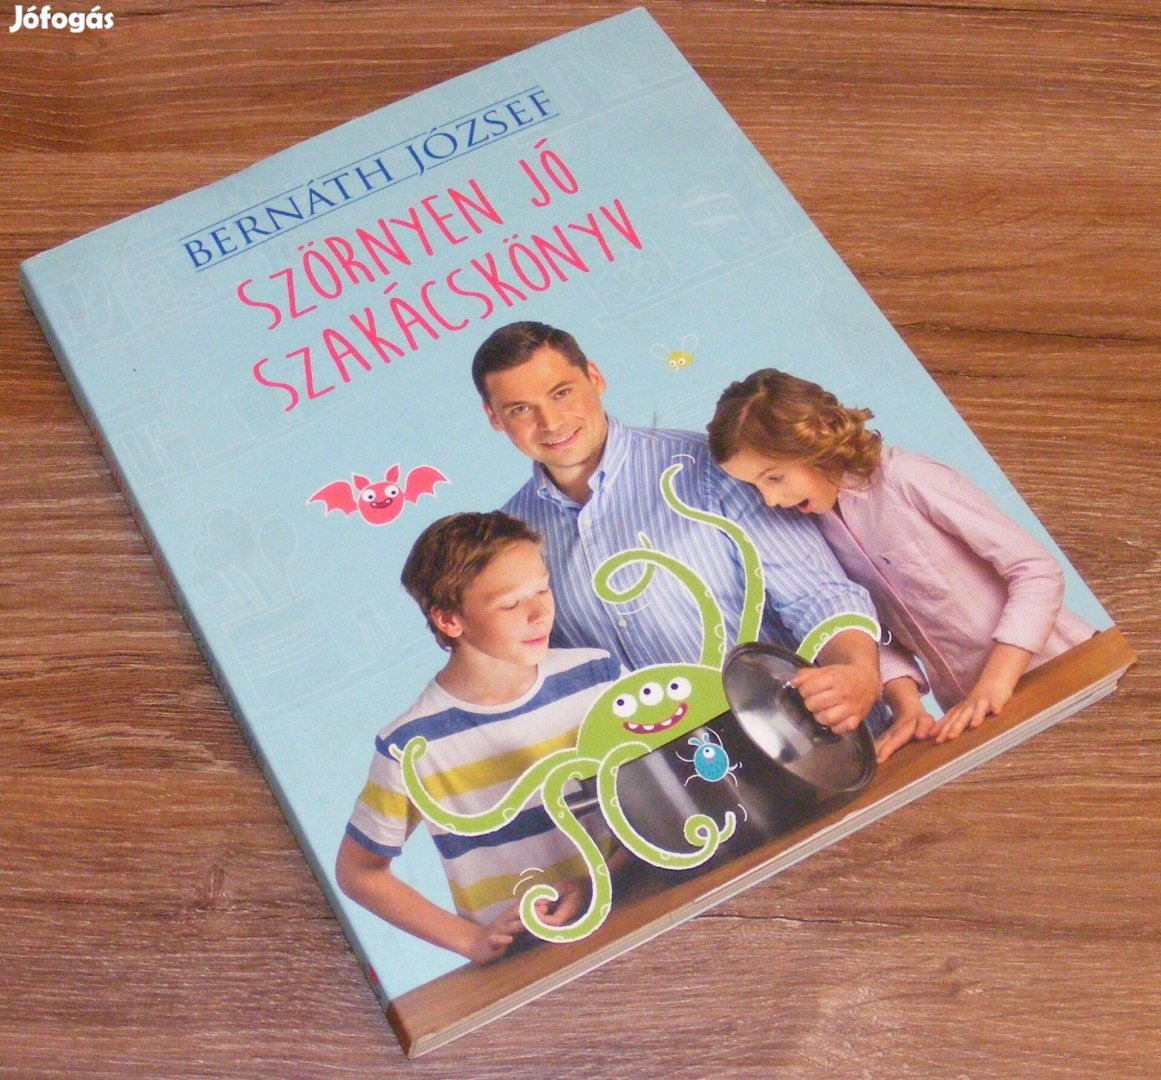 Jófogás
BERNÁTH JÓZSEF
SZÖRNYEN JÓ
SZAKÁCSKÖNYV